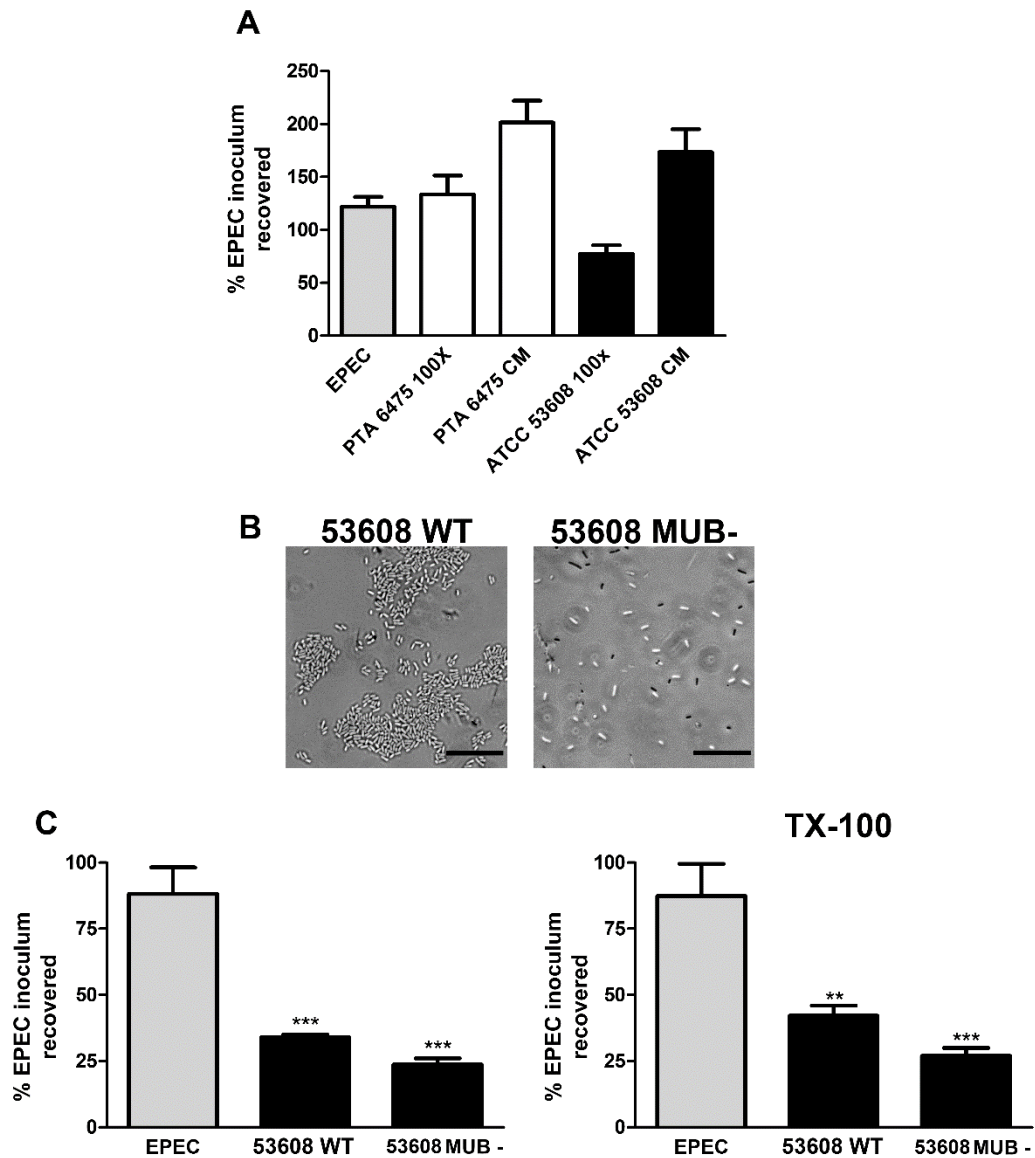 A
% EPEC inoculum
recovered
250
200
150
100
50
0
EPEC
PTA 6475 100X
PTA 6475 CM
ATCC 53608 100x
ATCC 53608 CM
B
53608 WT
53608 MUB-
C
% EPEC inoculum
recovered
100
75
50
25
0
***
***
EPEC
53608 WT
53608 MUB -
TX-100
% EPEC inoculum
recovered
100
75
50
25
0
**
***
EPEC
53608 WT
53608 MUB -